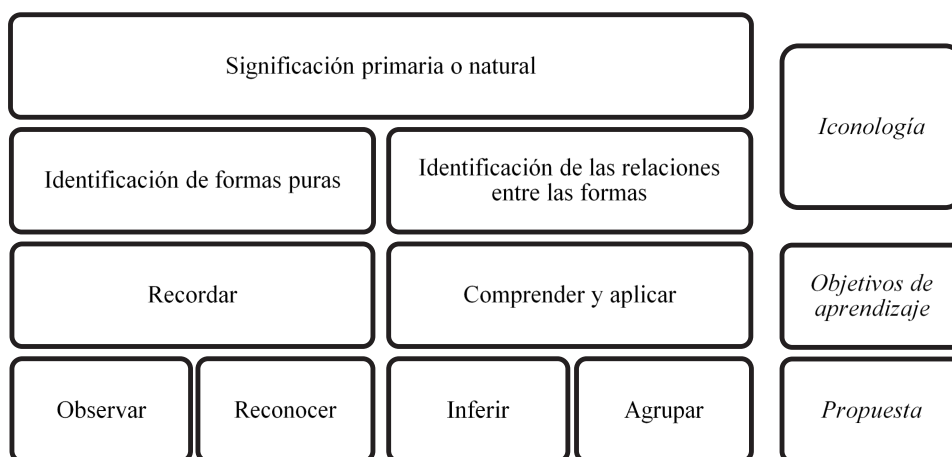 Significación primaria o natural
Iconología
Identificación de formas puras
Identificación de las relaciones
entre las formas
Recordar
Comprender y aplicar
Objetivos de
aprendizaje
Observar
Reconocer
Inferir
Agrupar
Propuesta